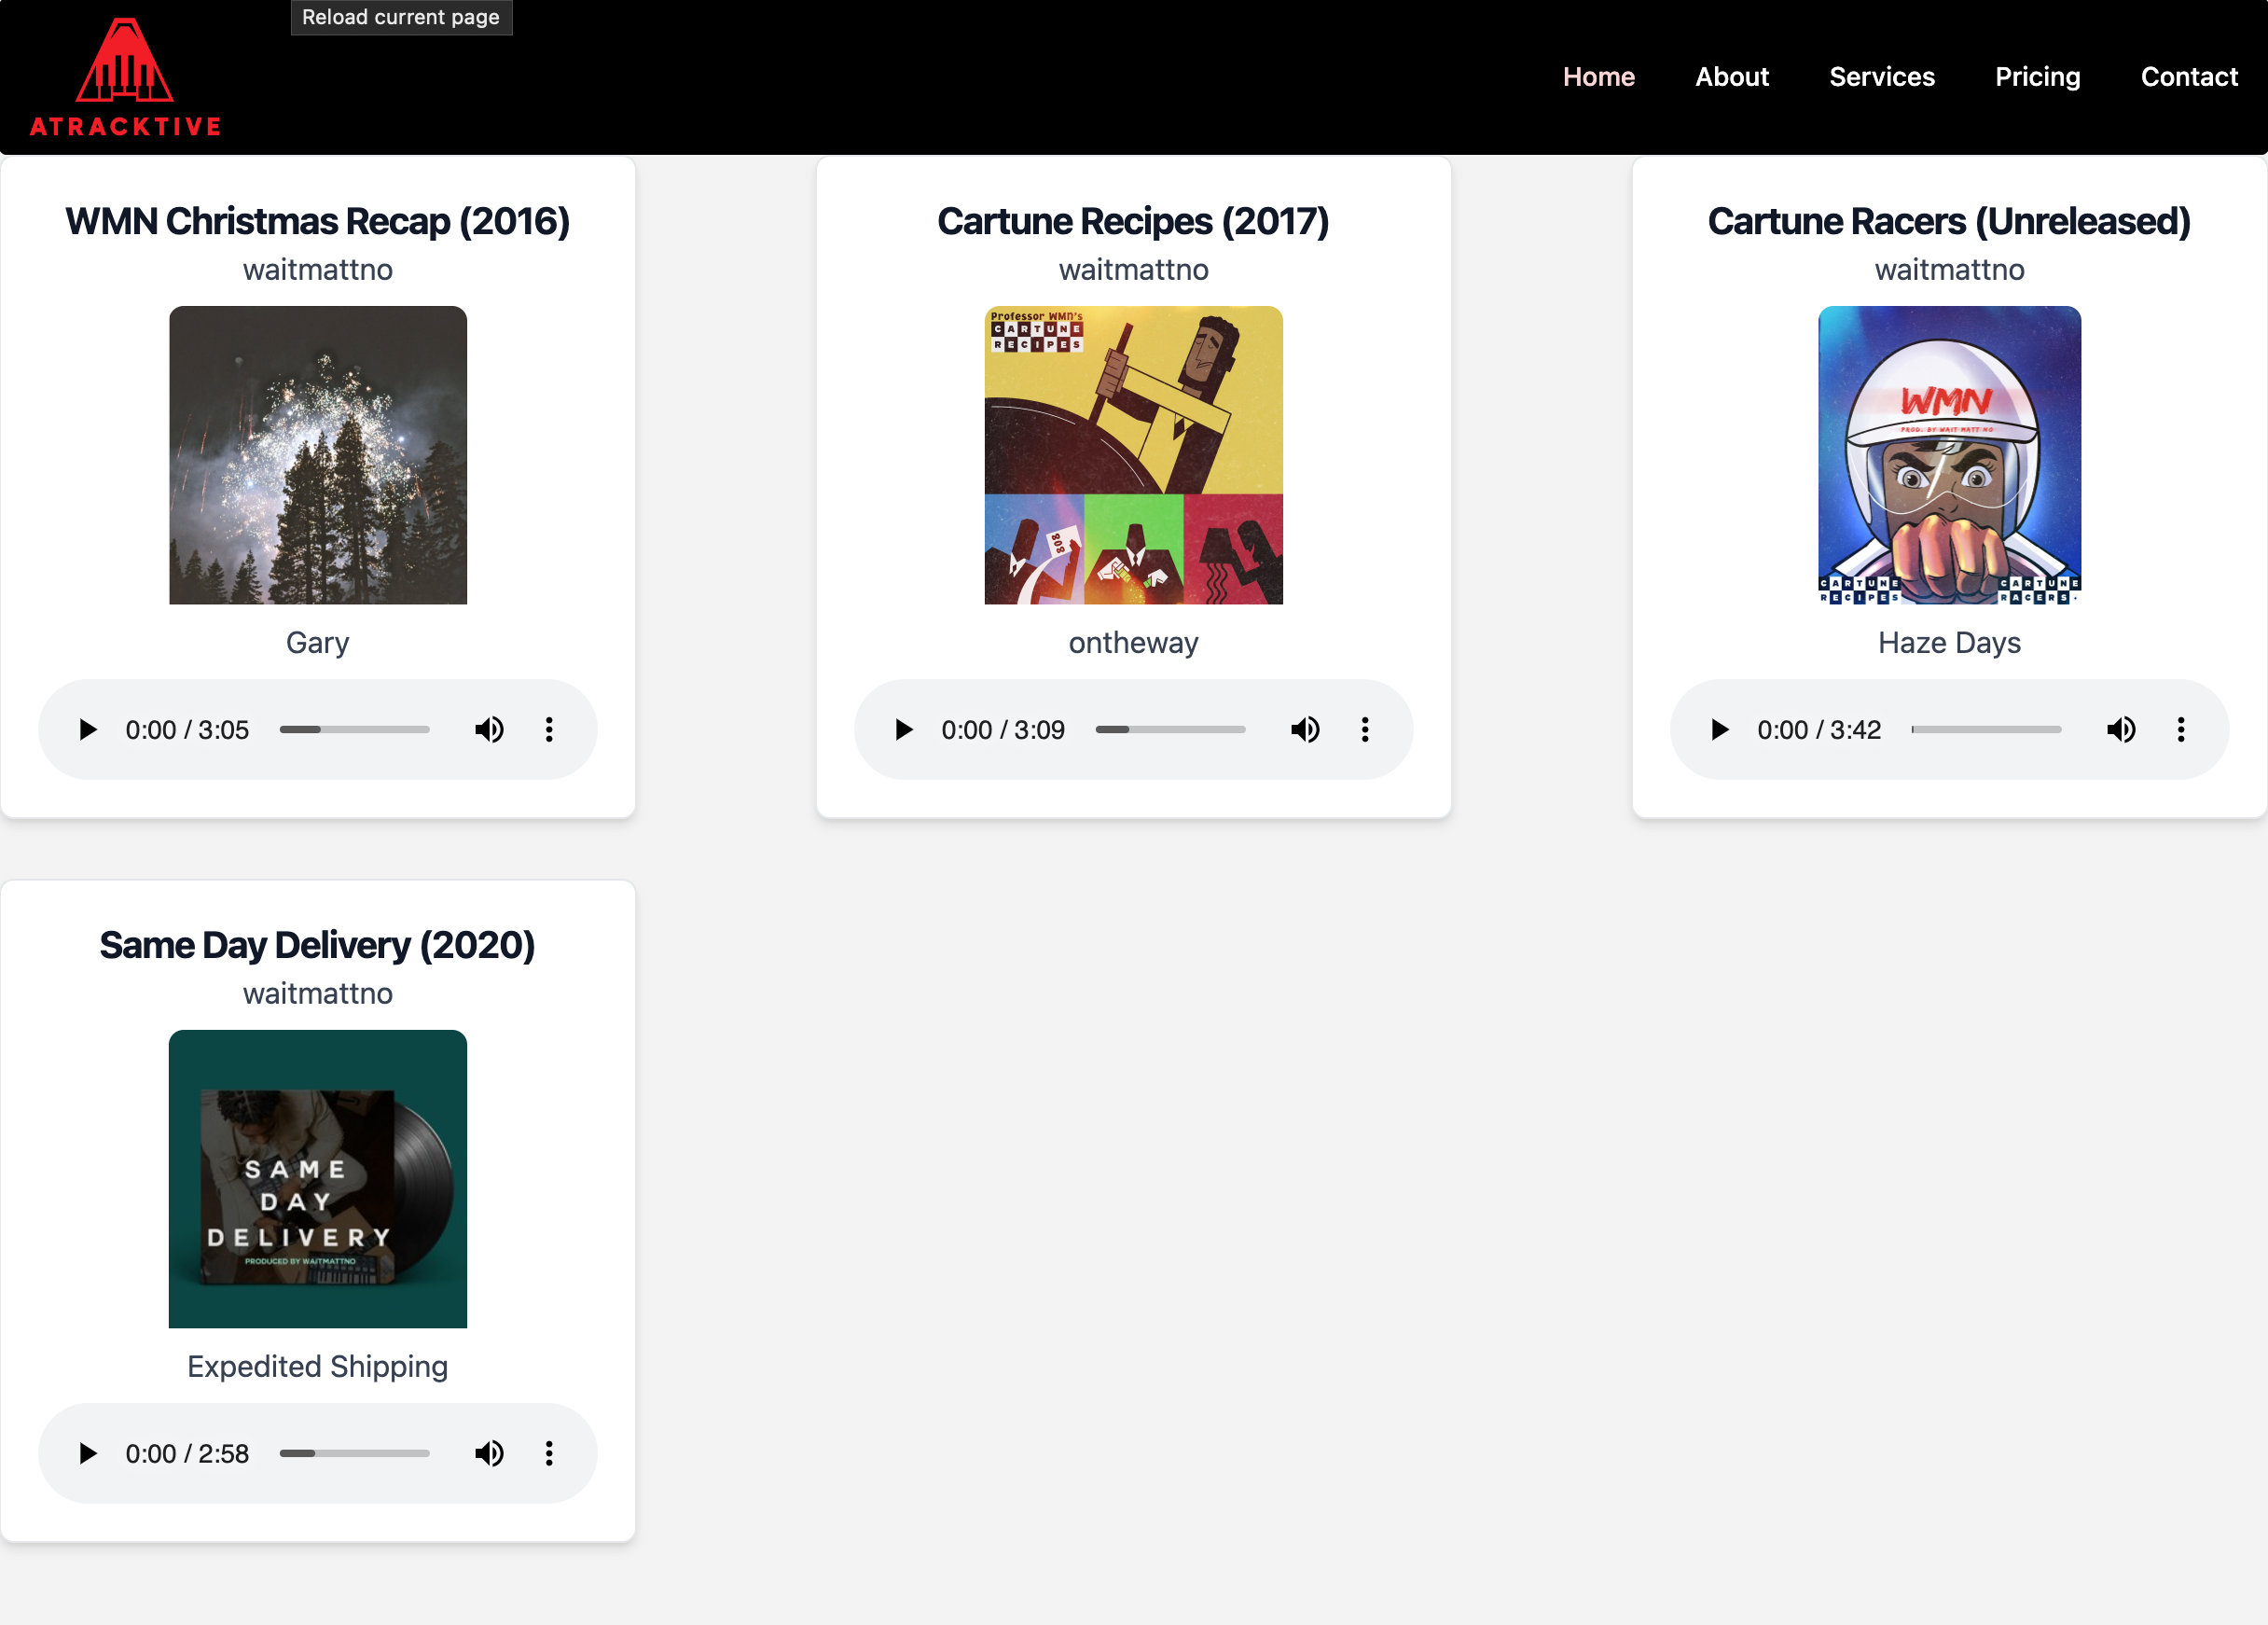 Reload current page
ATRACKTIVE
Home
About
Services
Pricing
Contact
WMN Christmas Recap (2016)
waitmattno
Gary
0:00 / 3:05
Cartune Recipes (2017)
waitmattno
Professor WMN's
CARTUNE
RECIPES
808
ontheway
0:00 / 3:09
Cartune Racers (Unreleased)
waitmattno
WMN
PROD. BY WAIT MATT NO
CARTUNE
RECIPES
CARTUNE
RACERS.
Haze Days
0:00 / 3:42
Same Day Delivery (2020)
waitmattno
SAME
DAY
DELIVERY
PRODUCED BY WAITMATTNO
Expedited Shipping
0:00 / 2:58